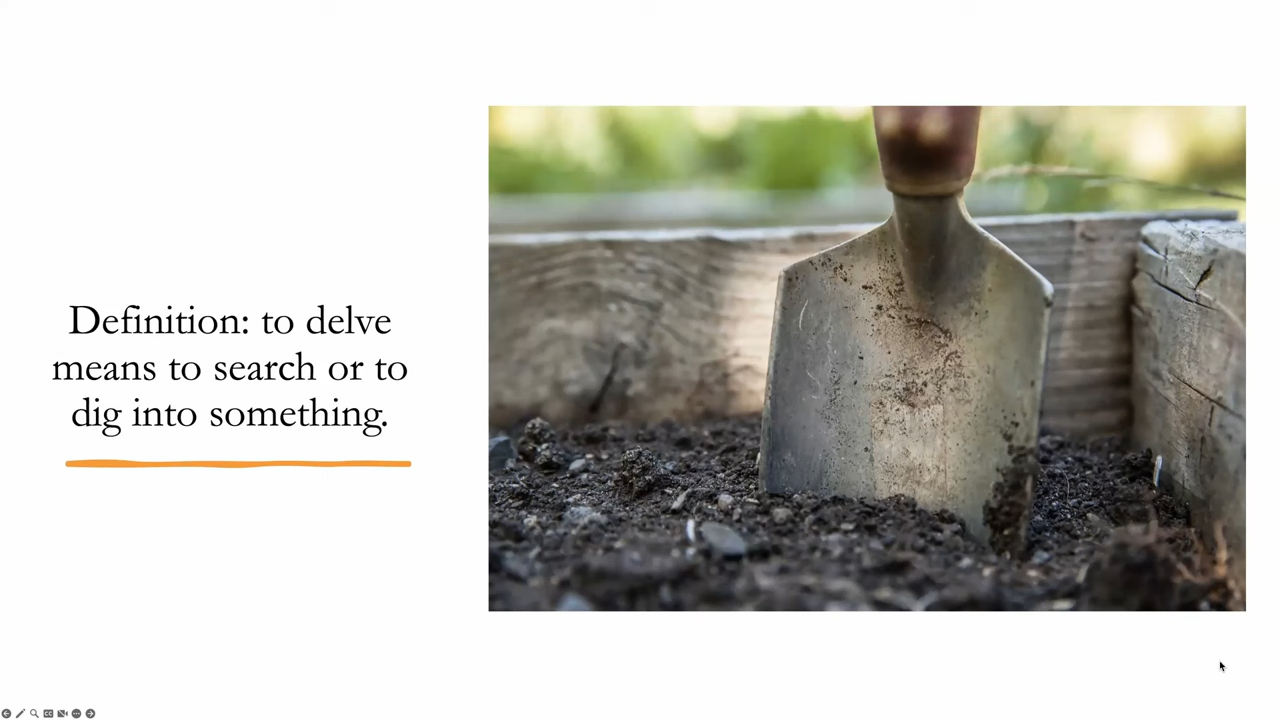 Definition: to delve
means to search or to
dig into something.